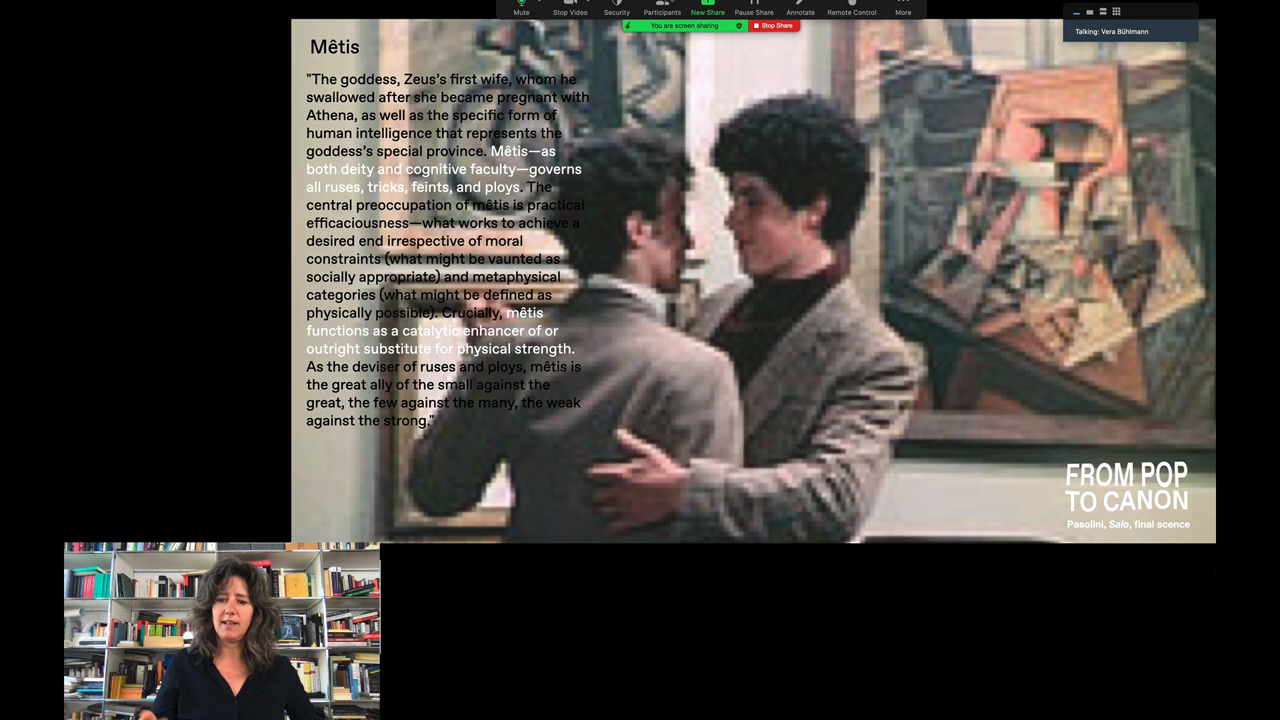 Mute
Stop Video
Security
Participants
New Share
Pause Share
Annotate
Remote Control
More
You are screen sharing
Stop Share
Talking: Vera Bühlmann
Mêtis
"The goddess, Zeus's first wife, whom he
swallowed after she became pregnant with
Athena, as well as the specific form of
human intelligence that represents the
goddess's special province. Mêtis—as
both deity and cognitive faculty—governs
all ruses, tricks, feints, and ploys. The
central preoccupation of mêtis is practical
efficaciousness—what works to achieve a
desired end irrespective of moral
constraints (what might be vaunted as
socially appropriate) and metaphysical
categories (what might be defined as
physically possible). Crucially, mêtis
functions as a catalytic enhancer of or
outright substitute for physical strength.
As the deviser of ruses and ploys, mêtis is
the great ally of the small against the
great, the few against the many, the weak
against the strong."
FROM POP
TO CANON
Pasolini, Salo, final scence